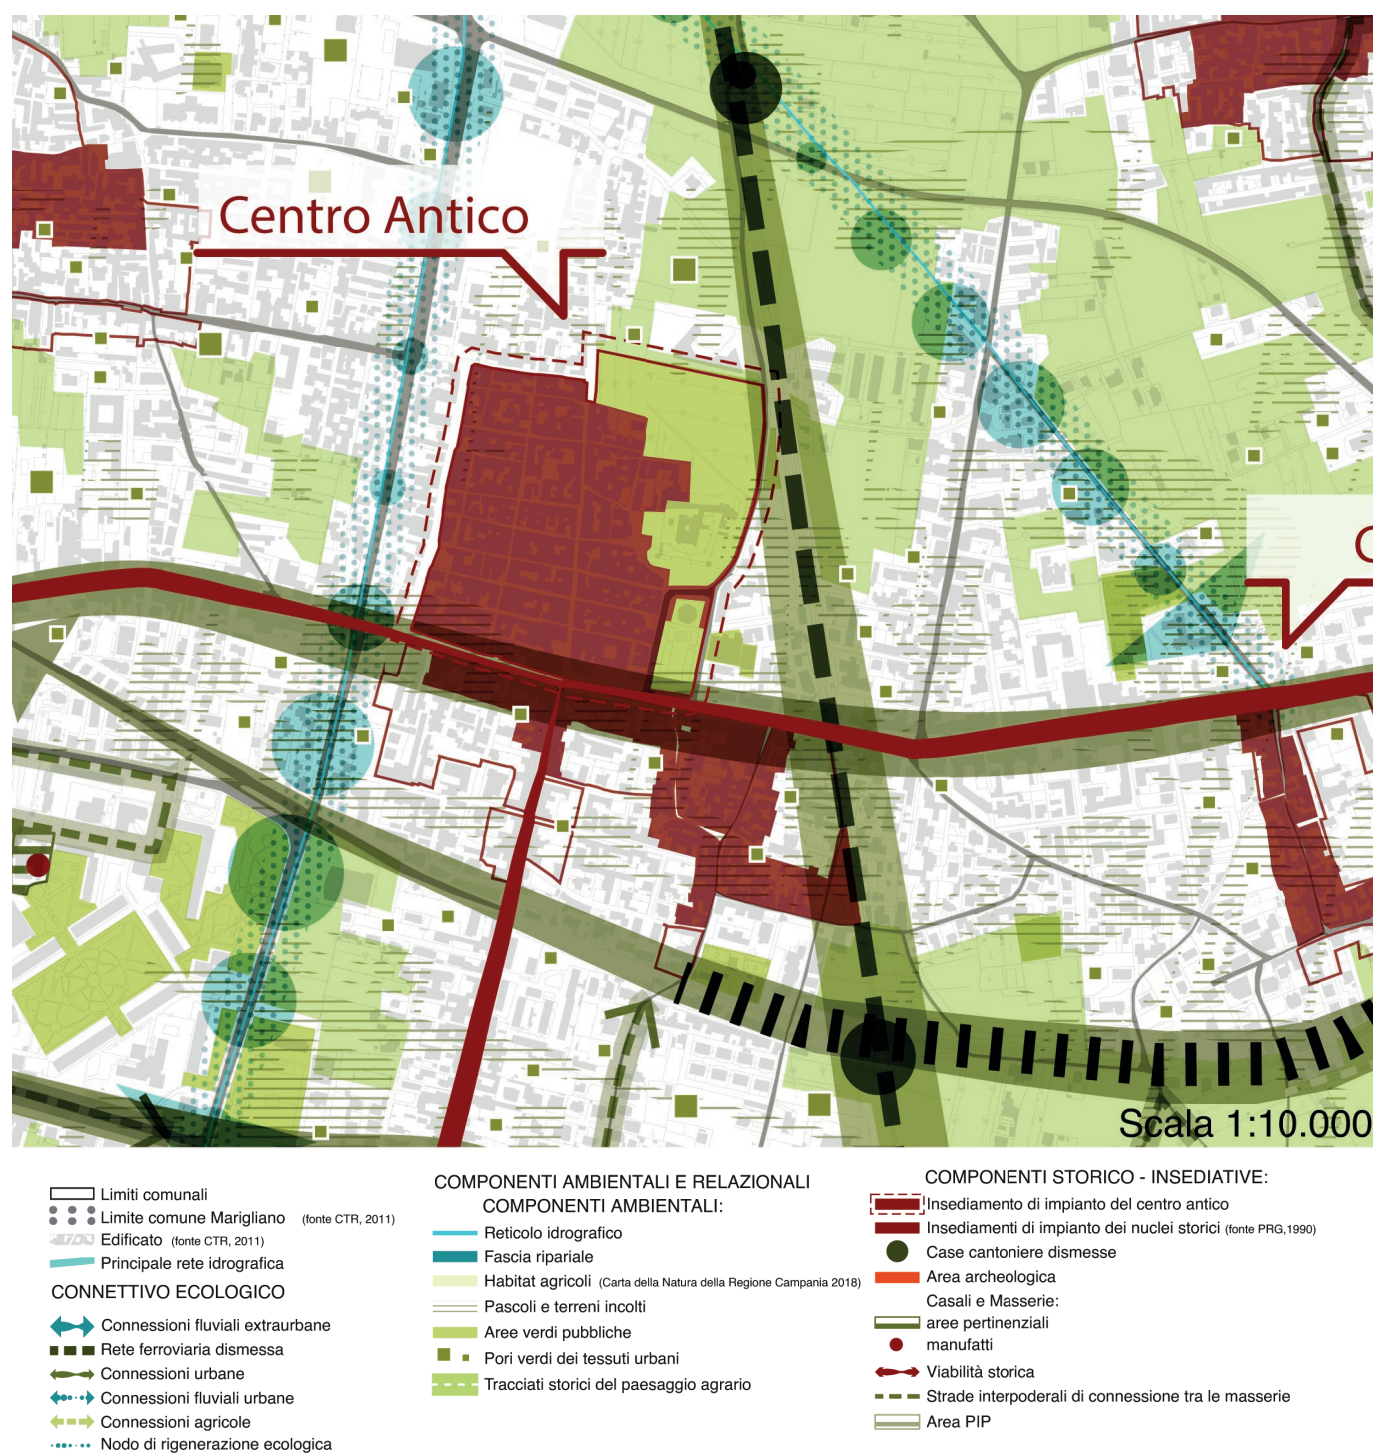 Centro Antico
C
Scala 1:10.000
Limiti comunali
Limite comune Marigliano (fonte CTR, 2011)
Edificato (fonte CTR, 2011)
Principale rete idrografica
CONNETTIVO ECOLOGICO
Connessioni fluviali extraurbane
Rete ferroviaria dismessa
Connessioni urbane
Connessioni fluviali urbane
Connessioni agricole
Nodo di rigenerazione ecologica
COMPONENTI AMBIENTALI E RELAZIONALI
COMPONENTI AMBIENTALI:
Reticolo idrografico
Fascia ripariale
Habitat agricoli (Carta della Natura della Regione Campania 2018)
Pascoli e terreni incolti
Aree verdi pubbliche
Pori verdi dei tessuti urbani
Tracciati storici del paesaggio agrario
COMPONENTI STORICO - INSEDIATIVE:
Insediamento di impianto del centro antico
Insediamenti di impianto dei nuclei storici (fonte PRG,1990)
Case cantoniere dismesse
Area archeologica
Casali e Masserie:
aree pertinenziali
manufatti
Viabilità storica
Strade interpoderali di connessione tra le masserie
Area PIP